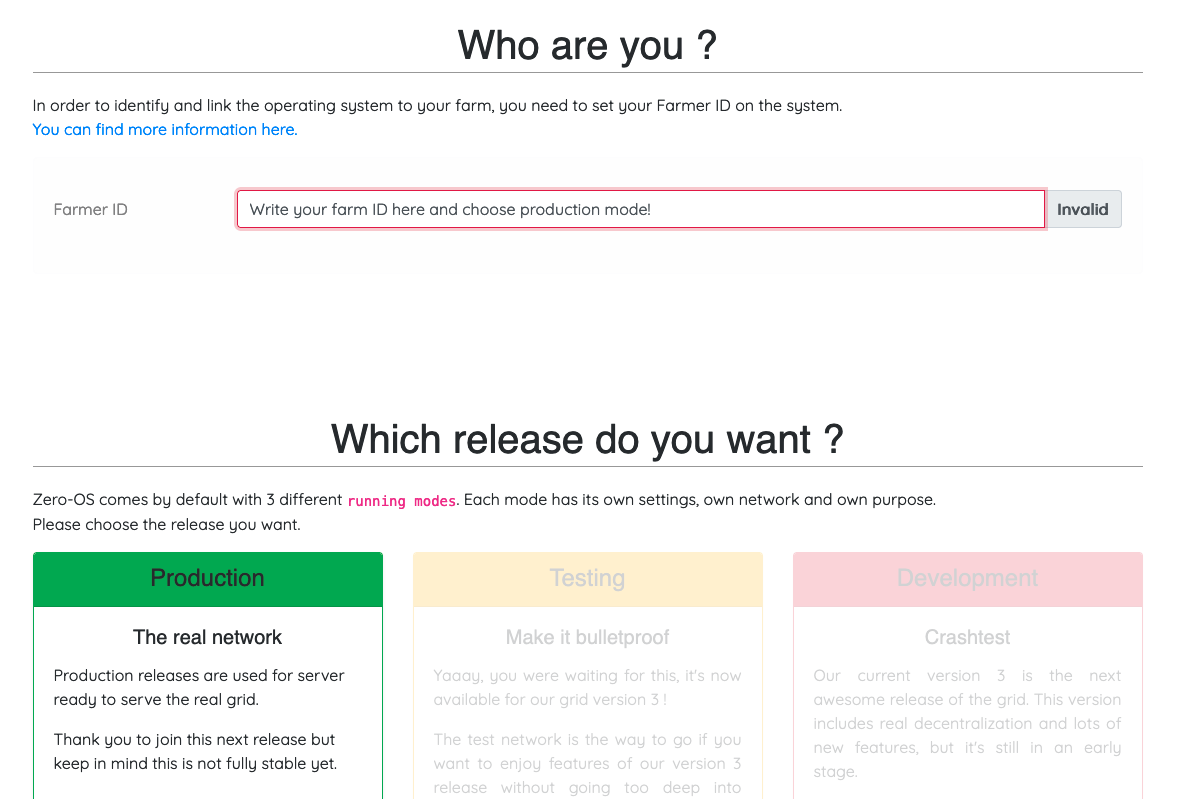 Who are you ?
In order to identify and link the operating system to your farm, you need to set your Farmer ID on the system.
You can find more information here.
Farmer ID
Write your farm ID here and choose production mode!
Invalid
Which release do you want ?
Zero-OS comes by default with 3 different running modes. Each mode has its own settings, own network and own purpose.
Please choose the release you want.
Production
The real network
Production releases are used for server
ready to serve the real grid.
Thank you to join this next release but
keep in mind this is not fully stable yet.
Testing
Make it bulletproof
Yaaay, you were waiting for this, it's now
available for our grid version 3 !
The test network is the way to go if you
want to enjoy features of our version 3
release without going too deep into
Development
Crashtest
Our current version 3 is the next
awesome release of the grid. This version
includes real decentralization and lots of
new features, but it's still in an early
stage.